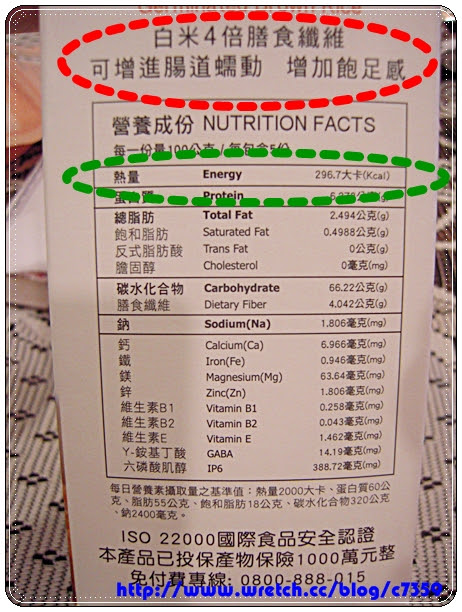 Germinated Brown Rice
白米4倍膳食纖維
可增進腸道蠕動 增加飽足感
營養成份 NUTRITION FACTS
每一份量100公克/每包含5份
熱量 Energy 296.7大卡(Kcal)
蛋白質 Protein 6.278公克(g)
總脂肪 Total Fat 2.494公克(g)
飽和脂肪 Saturated Fat 0.4988公克(g)
反式脂肪酸 Trans Fat 0公克(g)
膽固醇 Cholesterol 0毫克(mg)
碳水化合物 Carbohydrate 66.22公克(g)
膳食纖維 Dietary Fiber 4.042公克(g)
鈉 Sodium(Na) 1.806毫克(mg)
鈣 Calcium(Ca) 6.966毫克(mg)
鐵 Iron(Fe) 0.946毫克(mg)
鎂 Magnesium(Mg) 63.64毫克(mg)
鋅 Zinc(Zn) 1.806毫克(mg)
維生素B1 Vitamin B1 0.258毫克(mg)
維生素B2 Vitamin B2 0.043毫克(mg)
維生素E Vitamin E 1.462毫克(mg)
Y-銨基丁酸 GABA 14.19毫克(mg)
六磷酸肌醇 IP6 388.72毫克(mg)
每日營養素攝取量之基準值：熱量2000大卡、蛋白質60公
克、脂肪55公克、飽和脂肪18公克、碳水化合物320公克
、鈉2400毫克。
ISO 22000國際食品安全認證
本產品已投保產物保險1000萬元整
免付費專線: 0800-888-015
http://www.wretch.cc/blog/c7350